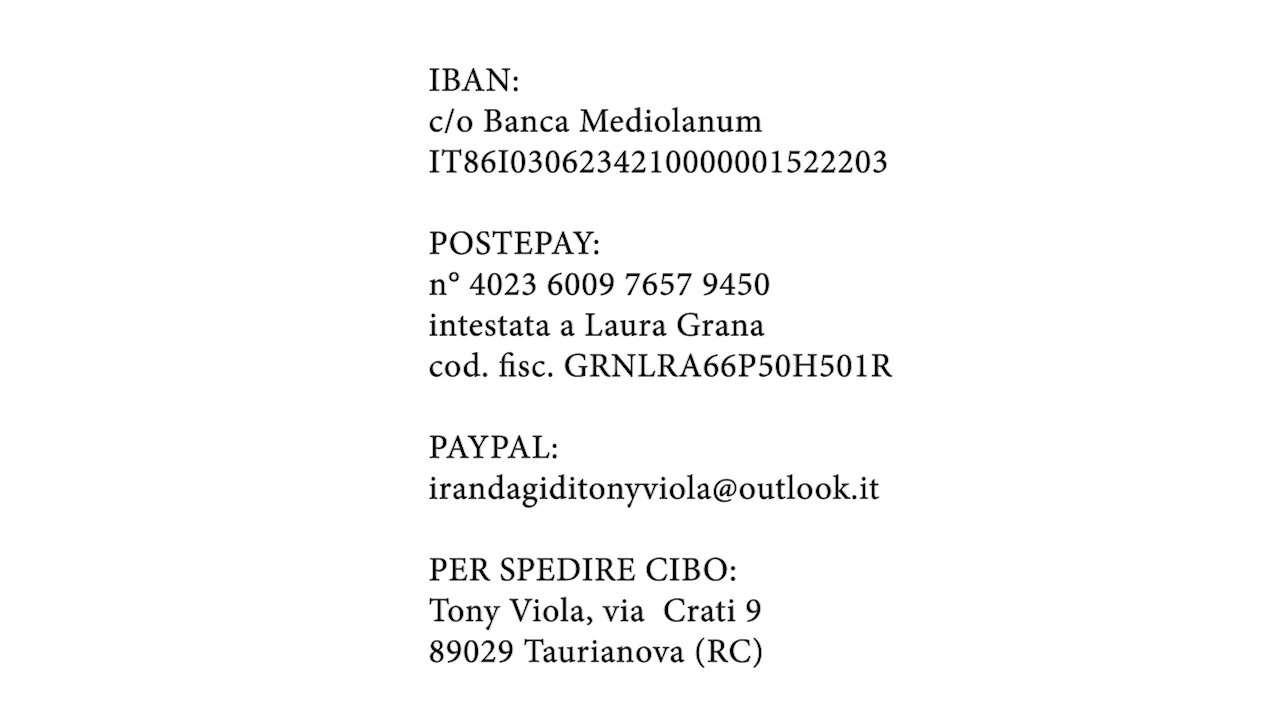 IBAN:
c/o Banca Mediolanum
IT86I0306234210000001522203
POSTEPAY:
n° 4023 6009 7657 9450
intestata a Laura Grana
cod. fisc. GRNLRA66P50H501R
PAYPAL:
irandagiditonyviola@outlook.it
PER SPEDIRE CIBO:
Tony Viola, via  Crati 9
89029 Taurianova (RC)